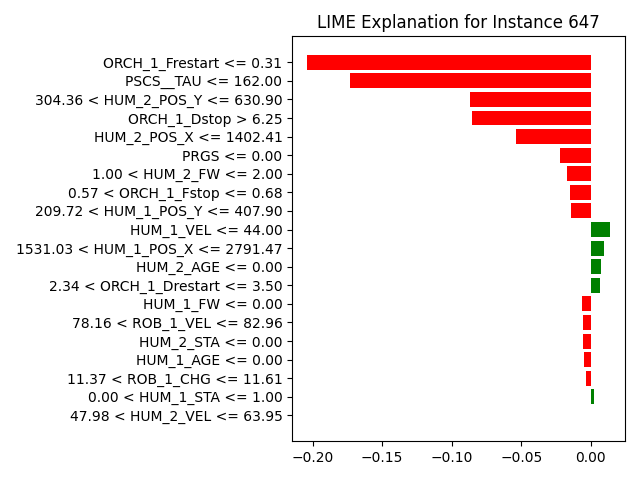 LIME Explanation for Instance 647
ORCH_1_Frestart <= 0.31
PSCS__TAU <= 162.00
304.36 < HUM_2_POS_Y <= 630.90
ORCH_1_Dstop > 6.25
HUM_2_POS_X <= 1402.41
PRGS <= 0.00
1.00 < HUM_2_FW <= 2.00
0.57 < ORCH_1_Fstop <= 0.68
209.72 < HUM_1_POS_Y <= 407.90
HUM_1_VEL <= 44.00
1531.03 < HUM_1_POS_X <= 2791.47
HUM_2_AGE <= 0.00
2.34 < ORCH_1_Drestart <= 3.50
HUM_1_FW <= 0.00
78.16 < ROB_1_VEL <= 82.96
HUM_2_STA <= 0.00
HUM_1_AGE <= 0.00
11.37 < ROB_1_CHG <= 11.61
0.00 < HUM_1_STA <= 1.00
47.98 < HUM_2_VEL <= 63.95
−0.20 −0.15 −0.10 −0.05 0.00